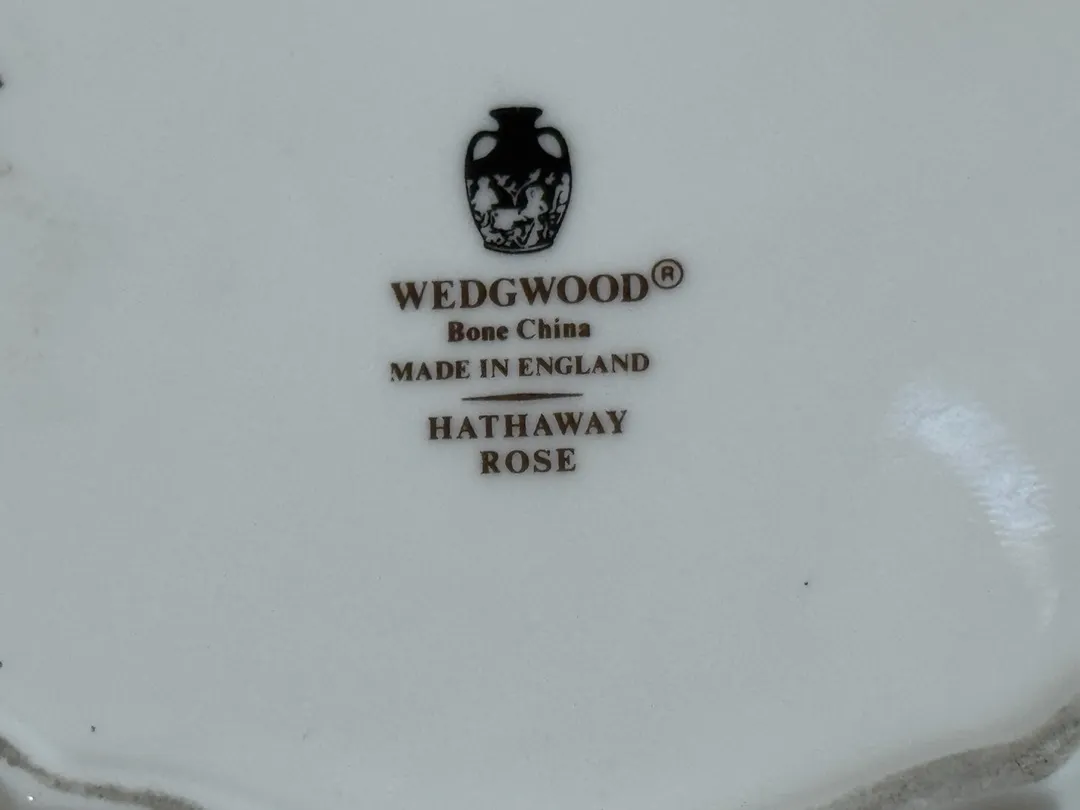 WEDGWOOD®
Bone China
MADE IN ENGLAND
HATHAWAY
ROSE